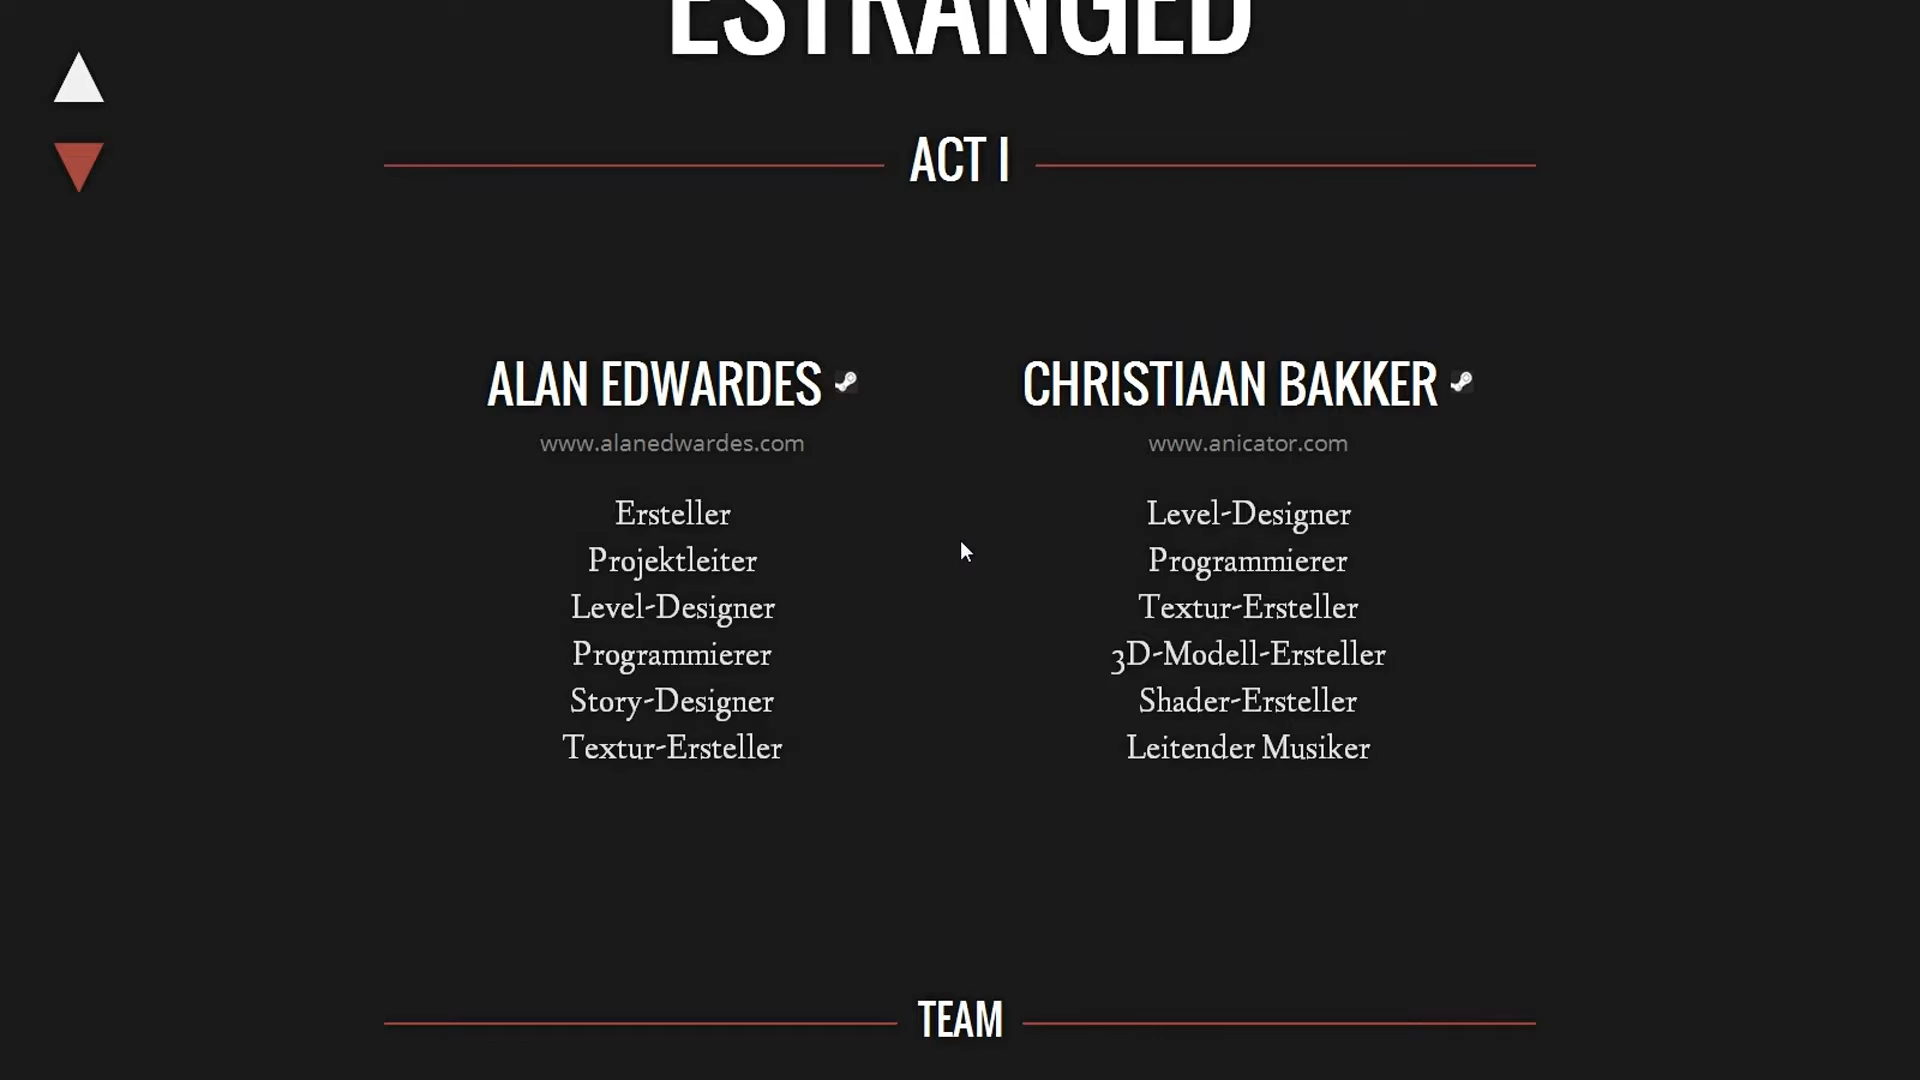 ESTRANGED
ACT I
ALAN EDWARDES
www.alanedwardes.com
Ersteller
Projektleiter
Level-Designer
Programmierer
Story-Designer
Textur-Ersteller
CHRISTIAAN BAKKER
www.anicator.com
Level-Designer
Programmierer
Textur-Ersteller
3D-Modell-Ersteller
Shader-Ersteller
Leitender Musiker
TEAM